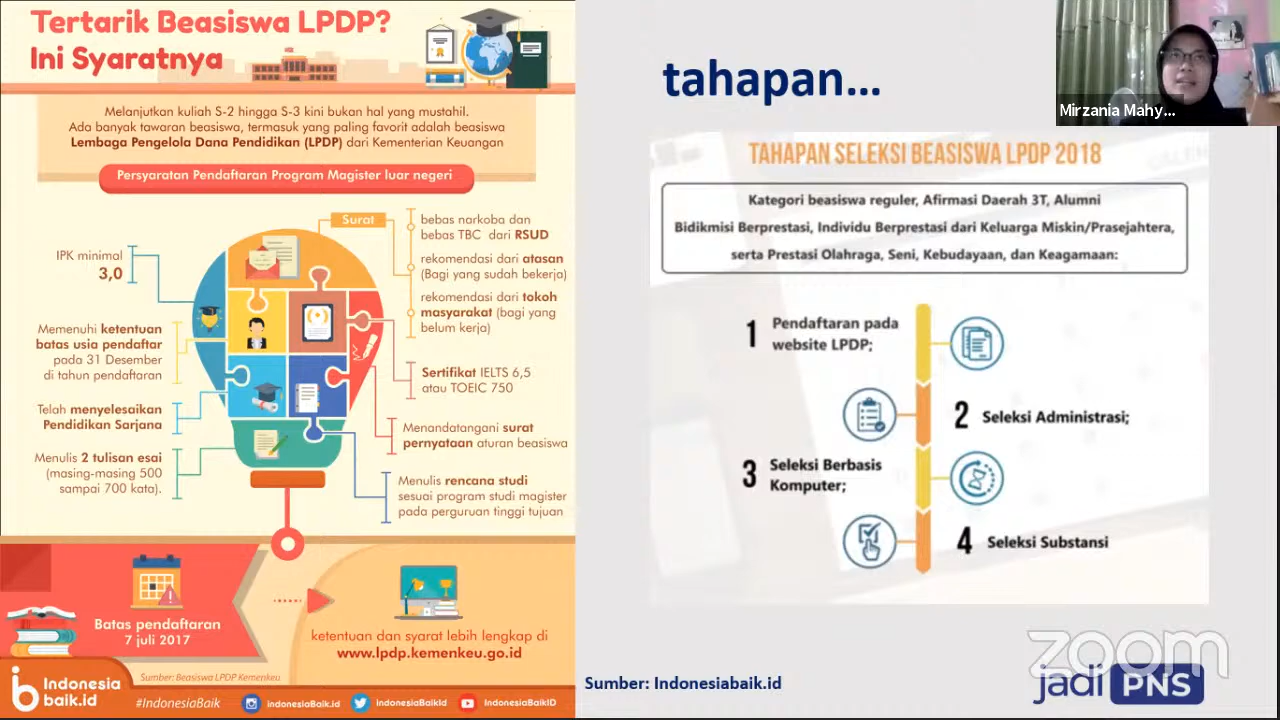 Tertarik Beasiswa LPDP?
Ini Syaratnya
Melanjutkan kuliah S-2 hingga S-3 kini bukan hal yang mustahil.
Ada banyak tawaran beasiswa, termasuk yang paling favorit adalah beasiswa
Lembaga Pengelola Dana Pendidikan (LPDP) dari Kementerian Keuangan
Persyaratan Pendaftaran Program Magister luar negeri
IPK minimal
3,0
Memenuhi ketentuan
batas usia pendaftar
pada 31 Desember
di tahun pendaftaran
Telah menyelesaikan
Pendidikan Sarjana
Menulis 2 tulisan esai
(masing-masing 500
sampai 700 kata).
Surat
bebas narkoba dan
bebas TBC dari RSUD
rekomendasi dari atasan
(Bagi yang sudah bekerja)
rekomendasi dari tokoh
masyarakat (bagi yang
belum kerja)
Sertifikat IELTS 6,5
atau TOEIC 750
Menandatangani surat
pernyataan aturan beasiswa
Menulis rencana studi
sesuai program studi magister
pada perguruan tinggi tujuan
Batas pendaftaran
7 juli 2017
ketentuan dan syarat lebih lengkap di
www.lpdp.kemenkeu.go.id
Sumber: Beasiswa LPDP Kemenkeu
Indonesia
baik.id
#IndonesiaBaik
indonesiaBaik.id
IndonesiaBaikId
IndonesiaBaikID
tahapan...
TAHAPAN SELEKSI BEASISWA LPDP 2018
Kategori beasiswa reguler, Afirmasi Daerah 3T, Alumni
Bidikmisi Berprestasi, Individu Berprestasi dari Keluarga Miskin/Prasejahtera,
serta Prestasi Olahraga, Seni, Kebudayaan, dan Keagamaan:
1 Pendaftaran pada
website LPDP;
2 Seleksi Administrasi;
3 Seleksi Berbasis
Komputer;
4 Seleksi Substansi
Sumber: Indonesiabaik.id
zoom
jadi PNS
Mirzania Mahy...